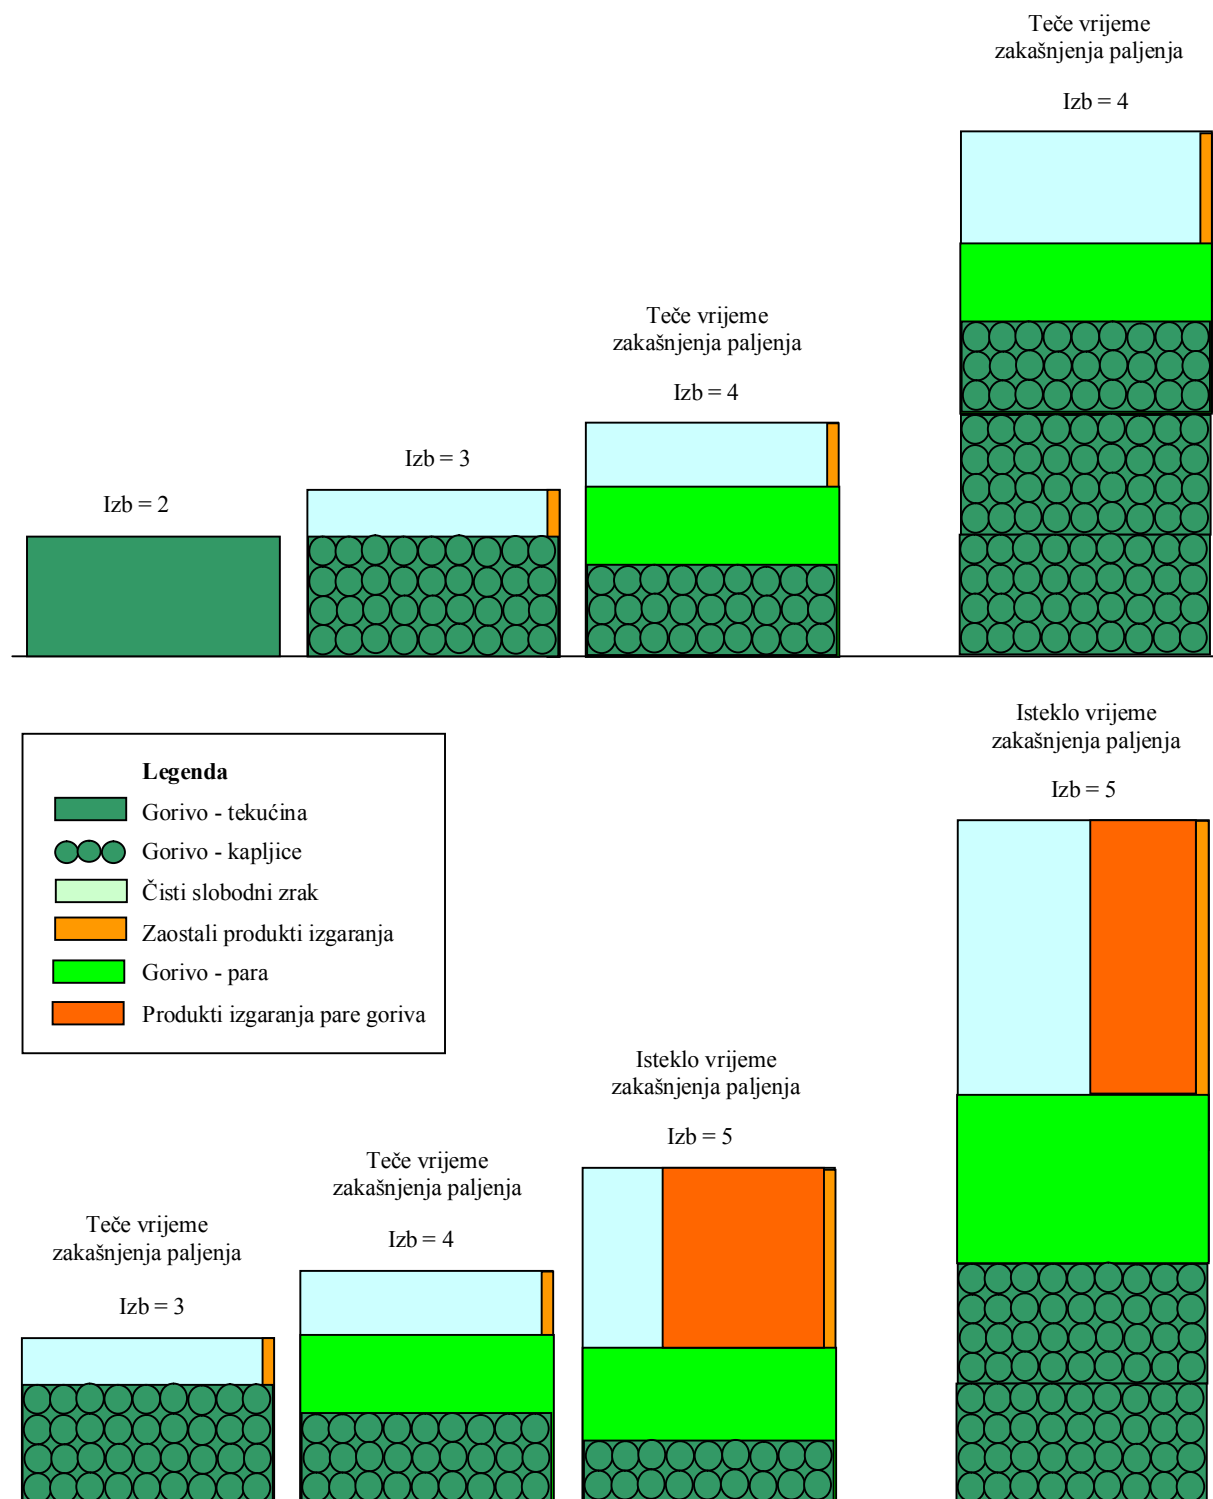 Teče vrijeme
zakašnjenja paljenja
Izb = 4
Teče vrijeme
zakašnjenja paljenja
Izb = 4
Izb = 3
Izb = 2
Isteklo vrijeme
zakašnjenja paljenja
Izb = 5
Legenda
Gorivo - tekućina
Gorivo - kapljice
Čisti slobodni zrak
Zaostali produkti izgaranja
Gorivo - para
Produkti izgaranja pare goriva
Isteklo vrijeme
zakašnjenja paljenja
Izb = 5
Teče vrijeme
zakašnjenja paljenja
Izb = 4
Teče vrijeme
zakašnjenja paljenja
Izb = 3